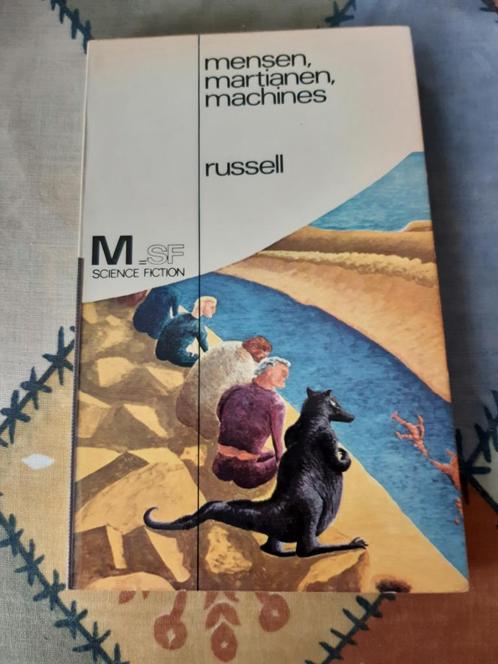 mensen,
martianen,
machines
russell
M=SF
SCIENCE FICTION